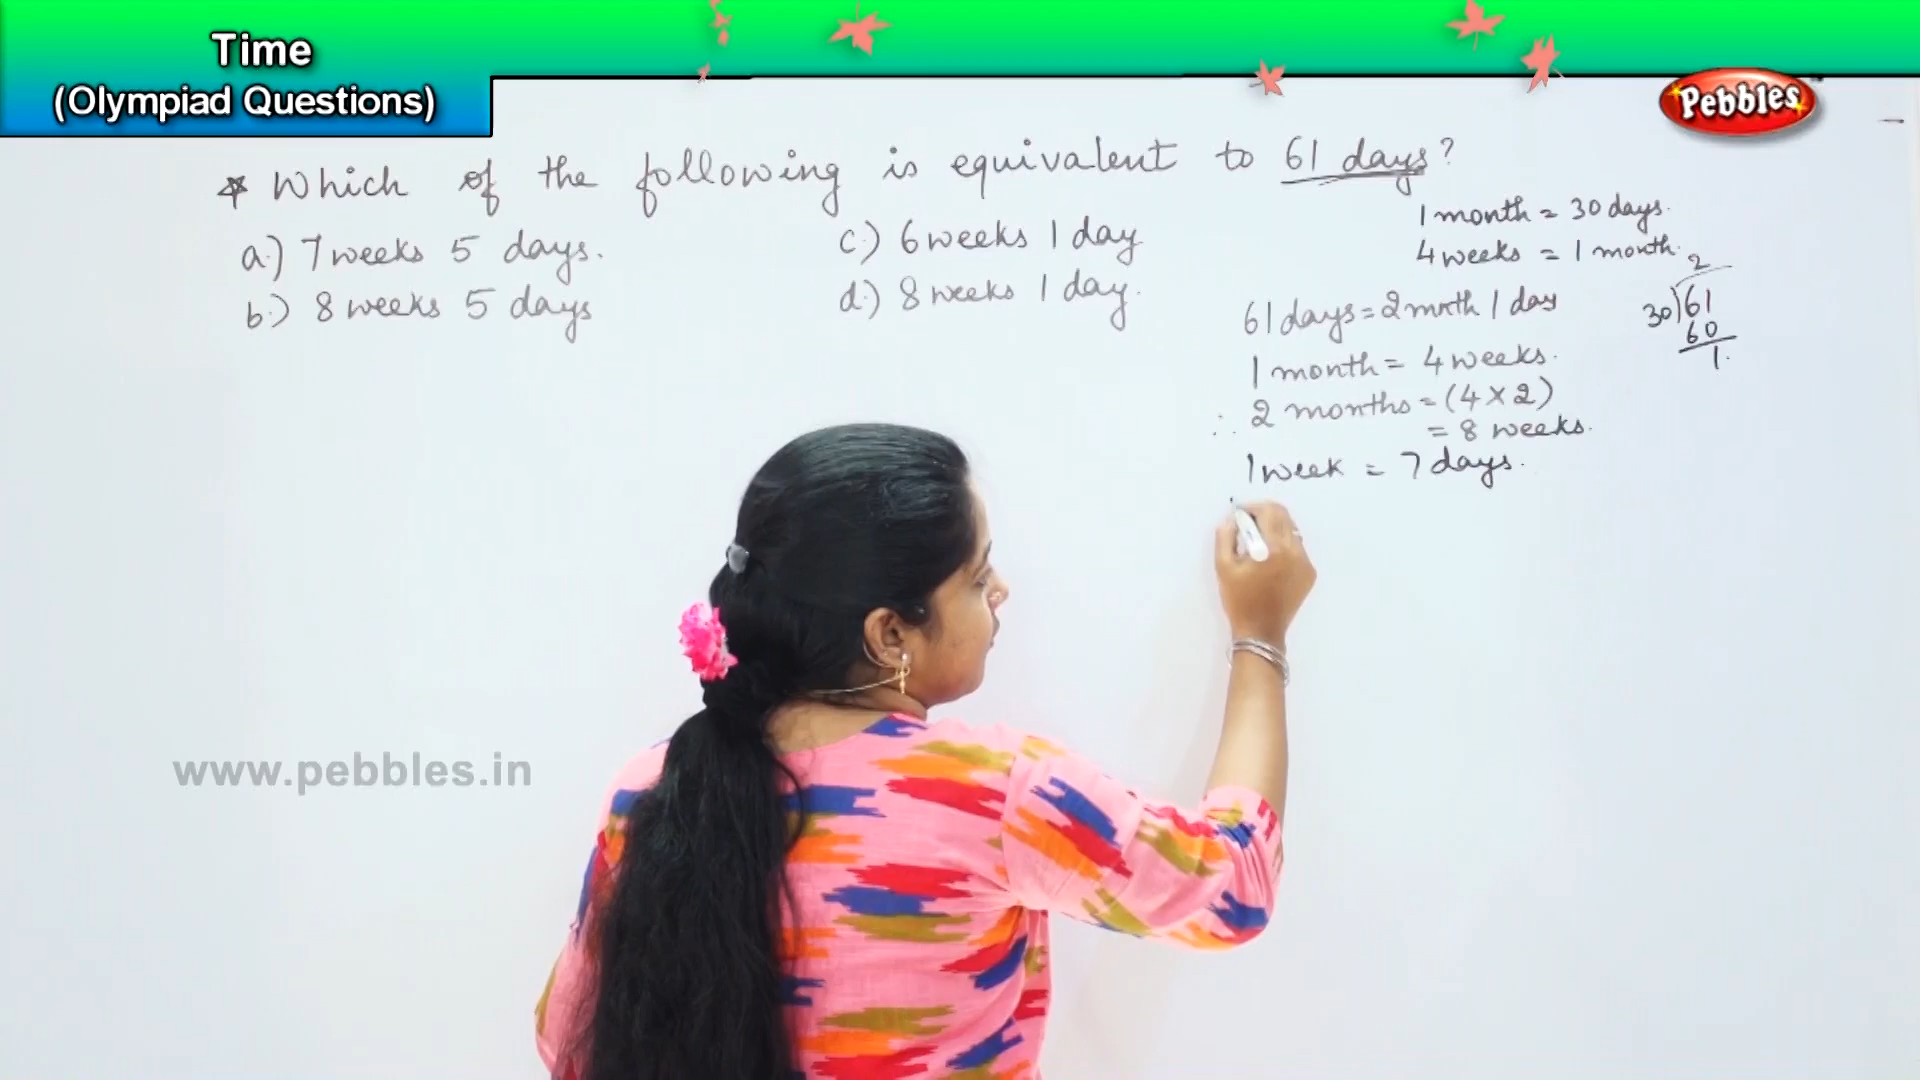 Time
(Olympiad Questions)
Pebbles
* Which of the following is equivalent to 61 days?
a.) 7 weeks 5 days.
b.) 8 weeks 5 days
c.) 6 weeks 1 day
d.) 8 weeks 1 day.
1 month = 30 days.
4 weeks = 1 month.
61 days = 2 mnth 1 day
1 month = 4 weeks.
∴ 2 months = (4 × 2)
= 8 weeks.
1 week = 7 days.
2
30)61
60
1.
www.pebbles.in